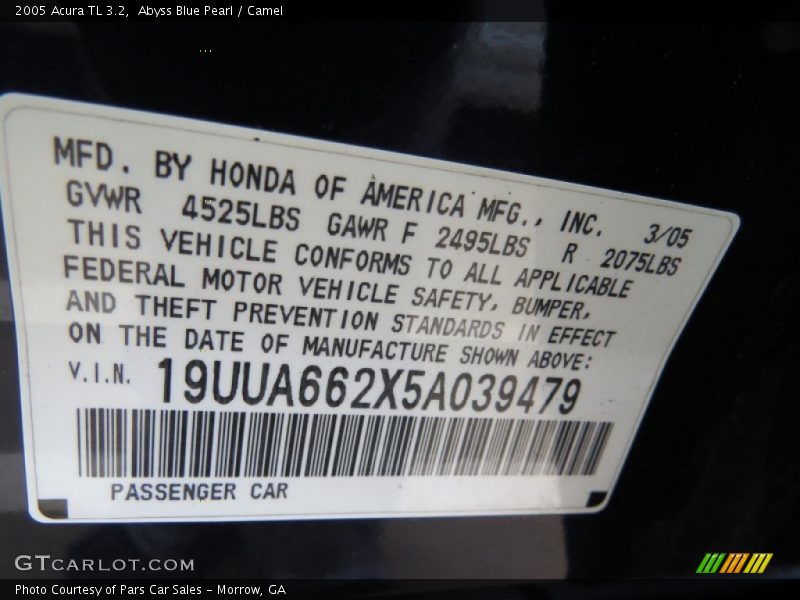 2005 Acura TL 3.2,  Abyss Blue Pearl / Camel
MFD. BY HONDA OF AMERICA MFG., INC. 3/05
GVWR 4525LBS GAWR F 2495LBS R 2075LBS
THIS VEHICLE CONFORMS TO ALL APPLICABLE
FEDERAL MOTOR VEHICLE SAFETY, BUMPER,
AND THEFT PREVENTION STANDARDS IN EFFECT
ON THE DATE OF MANUFACTURE SHOWN ABOVE:
V.I.N. 19UUA662X5A039479
PASSENGER CAR
GTCARLOT.COM
Photo Courtesy of Pars Car Sales - Morrow, GA